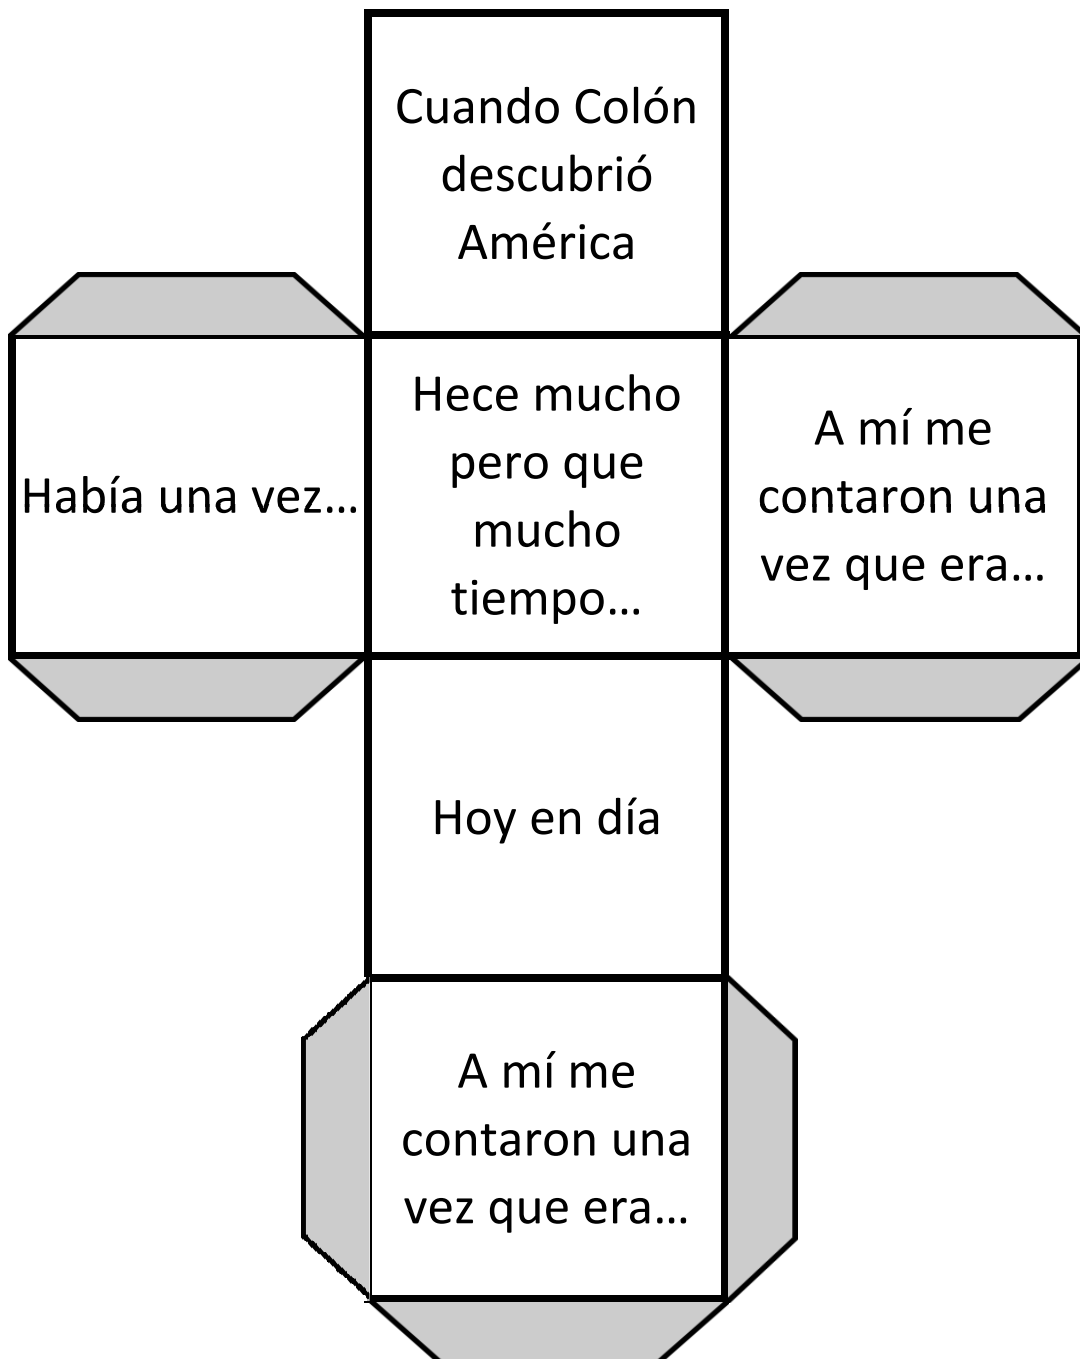 Cuando Colón
descubrió
América
Había una vez...
Hece mucho
pero que
mucho
tiempo...
A mí me
contaron una
vez que era...
Hoy en día
A mí me
contaron una
vez que era...